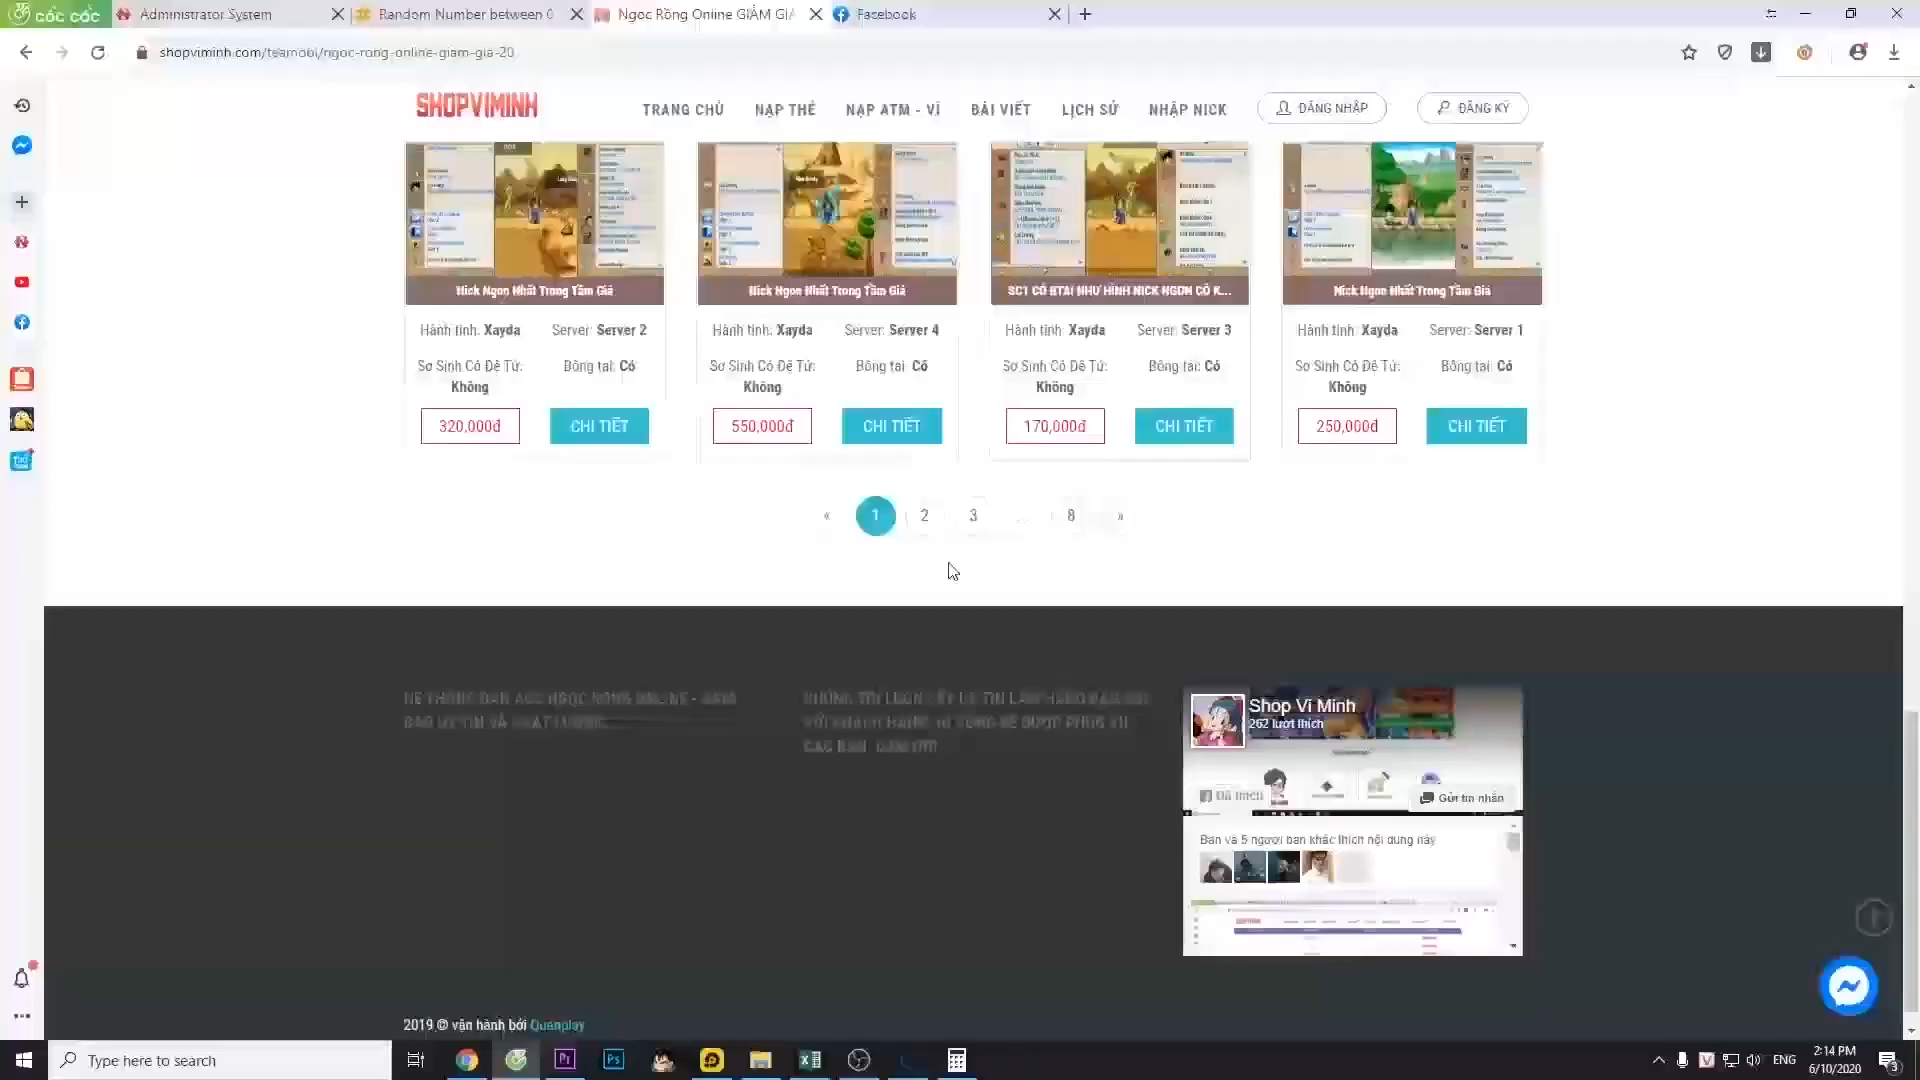 cốc cốc
Administrator System
Random Number between 0
Ngọc Rồng Online GIẢM GIÁ
Facebook
shopviminh.com/teamobi/ngoc-rong-online-giam-gia-20
SHOPVIMINH
TRANG CHỦ
NẠP THẺ
NẠP ATM - VÍ
BÀI VIẾT
LỊCH SỬ
NHẬP NICK
ĐĂNG NHẬP
ĐĂNG KÝ
Nick Ngon Nhất Trong Tầm Giá
Nick Ngon Nhất Trong Tầm Giá
SC1 CÓ BTAI NHƯ HÌNH NICK NGON CÓ K...
Nick Ngon Nhất Trong Tầm Giá
Hành tinh: Xayda Server: Server 2
Hành tinh: Xayda Server: Server 4
Hành tinh: Xayda Server: Server 3
Hành tinh: Xayda Server: Server 1
Sơ Sinh Có Đệ Tử: Bông tai: Có
Không
Sơ Sinh Có Đệ Tử: Bông tai: Có
Không
Sơ Sinh Có Đệ Tử: Bông tai: Có
Không
Sơ Sinh Có Đệ Tử: Bông tai: Có
Không
320,000đ CHI TIẾT
550,000đ CHI TIẾT
170,000đ CHI TIẾT
250,000đ CHI TIẾT
« 1 2 3 ... 8 »
Shop Vi Minh
262 lượt thích
Đã thích
Gửi tin nhắn
Bạn và 5 người bạn khác thích nội dung này
2019 © vận hành bởi Quanplay
Type here to search
ENG
2:14 PM
6/10/2020